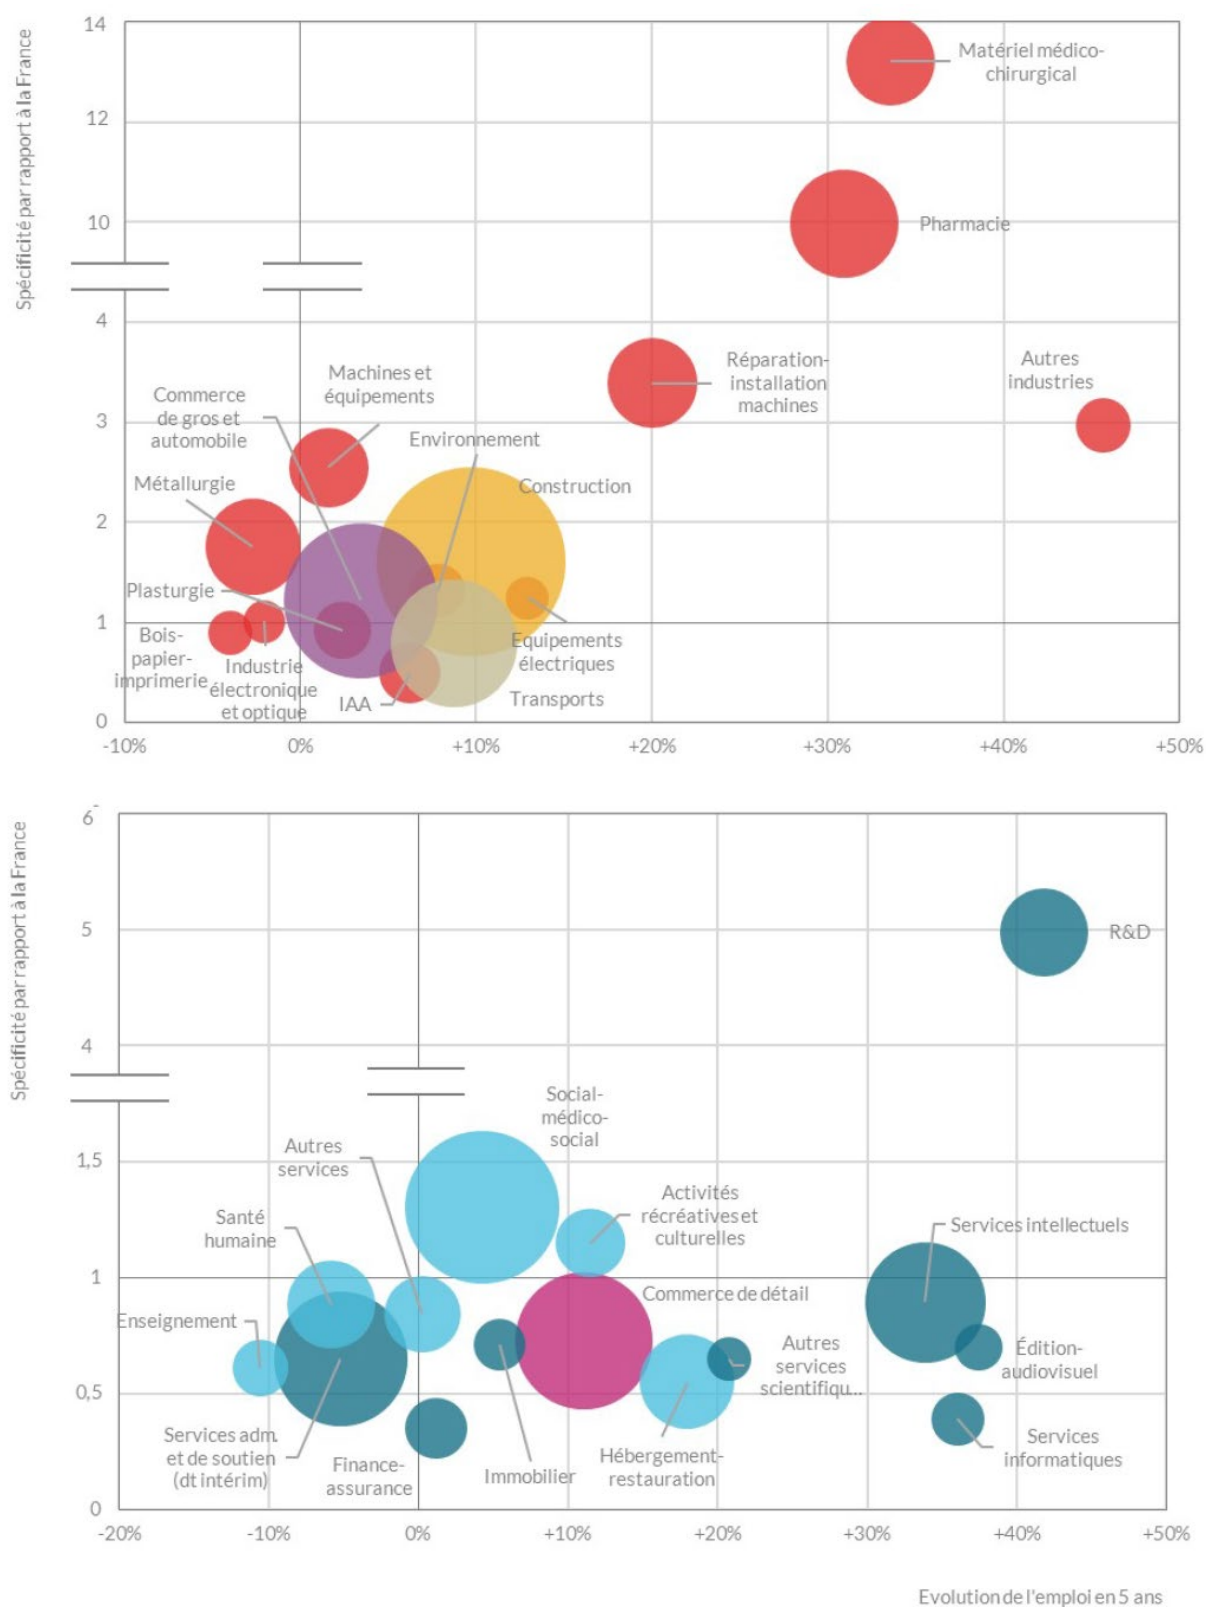 Spécificité par rapport à la France
14
12
10
4
3
2
1
0
Matériel médico-
chirurgical
Pharmacie
Réparation-
installation
machines
Autres
industries
Machines et
équipements
Commerce
de gros et
automobile
Environnement
Construction
Métallurgie
Plasturgie
Bois-
papier-
imprimerie
Industrie
électronique
et optique
IAA
Equipements
électriques
Transports
-10%
0%
+10%
+20%
+30%
+40%
+50%
Spécificité par rapport à la France
6
5
4
1,5
1
0,5
0
R&D
Social-
médico-
social
Autres
services
Activités
récréatives et
culturelles
Santé
humaine
Services intellectuels
Commerce de détail
Enseignement
Autres
services
scientifiqu...
Édition-
audiovisuel
Services adm.
et de soutien
(dt intérim)
Finance-
assurance
Immobilier
Hébergement-
restauration
Services
informatiques
-20%
-10%
0%
+10%
+20%
+30%
+40%
+50%
Evolution de l'emploi en 5 ans